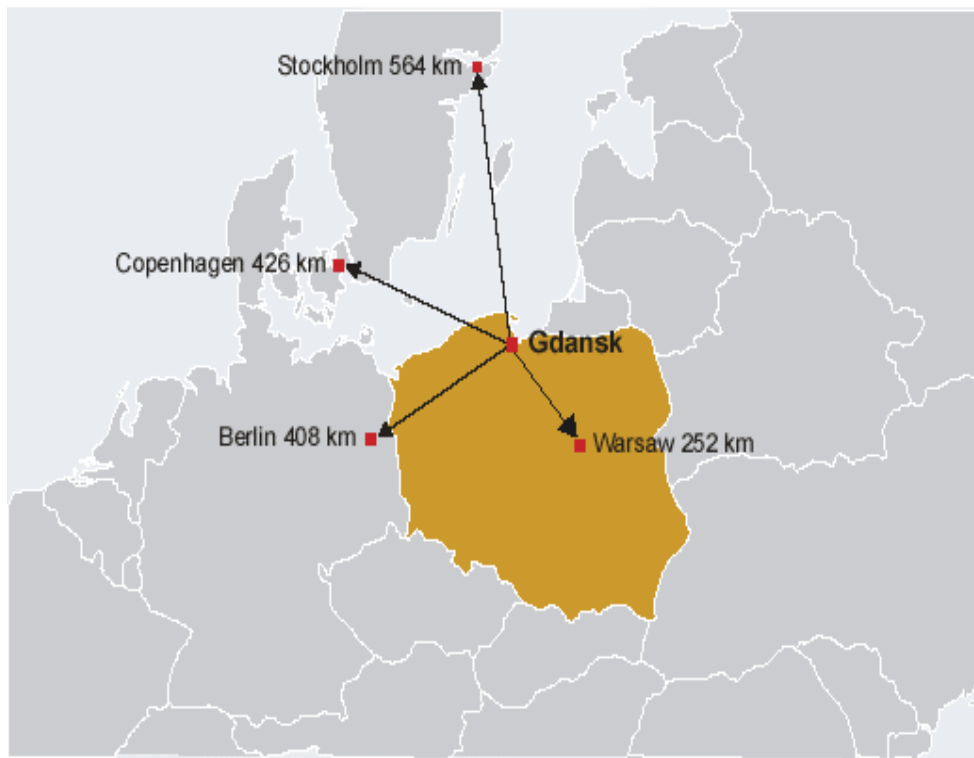 Stockholm 564 km
Copenhagen 426 km
Gdansk
Berlin 408 km
Warsaw 252 km